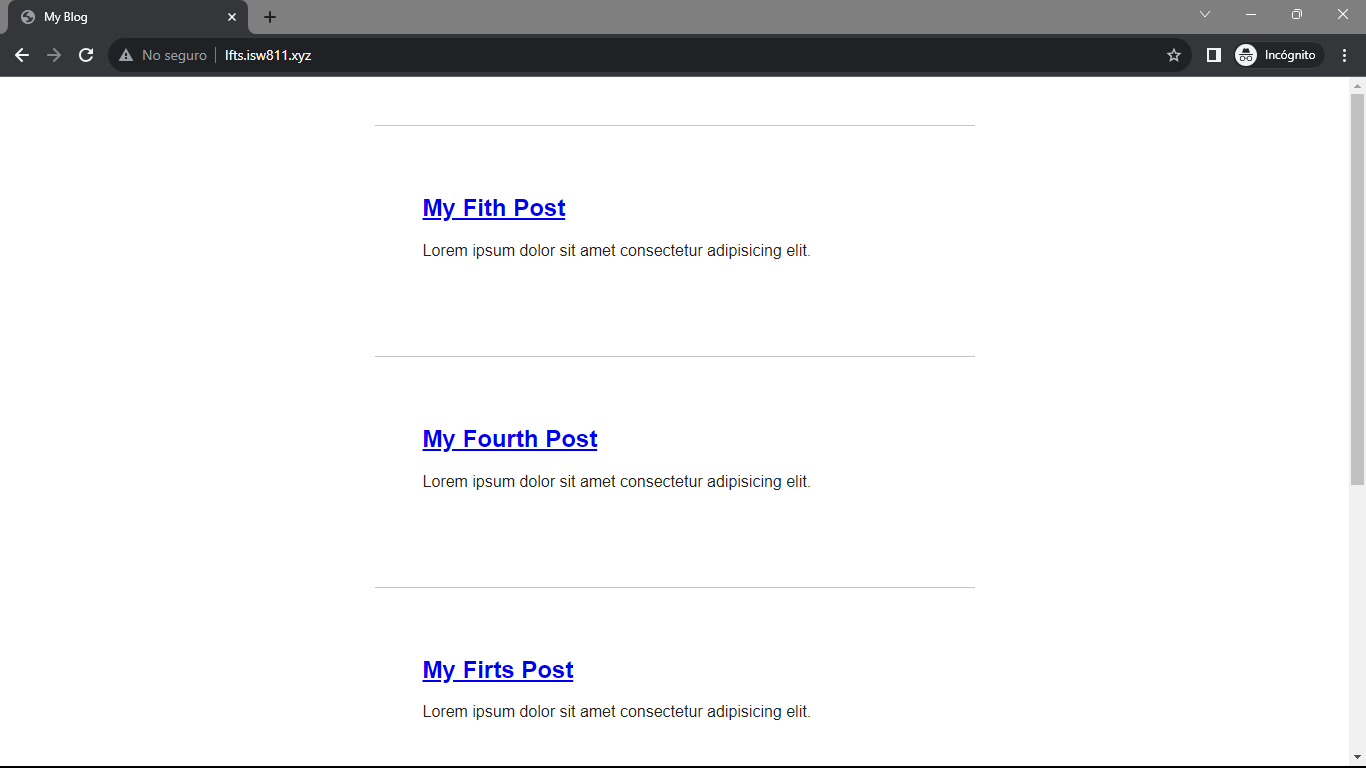 My Blog
No seguro
lfts.isw811.xyz
Incógnito
My Fith Post
Lorem ipsum dolor sit amet consectetur adipisicing elit.
My Fourth Post
Lorem ipsum dolor sit amet consectetur adipisicing elit.
My Firts Post
Lorem ipsum dolor sit amet consectetur adipisicing elit.